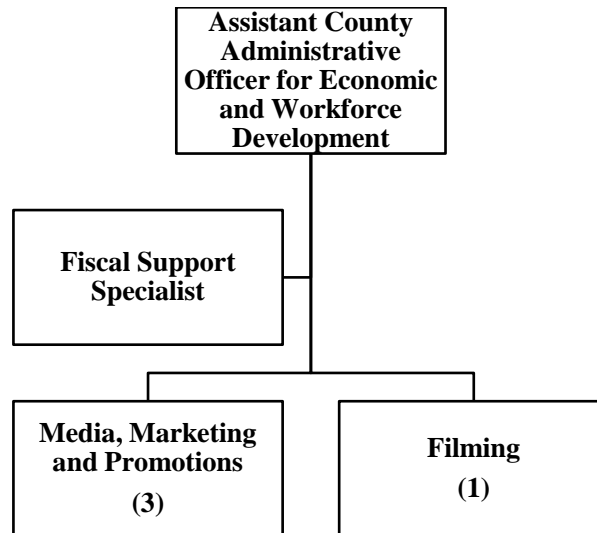 Assistant County
Administrative
Officer for Economic
and Workforce
Development
Fiscal Support
Specialist
Media, Marketing
and Promotions
(3)
Filming
(1)